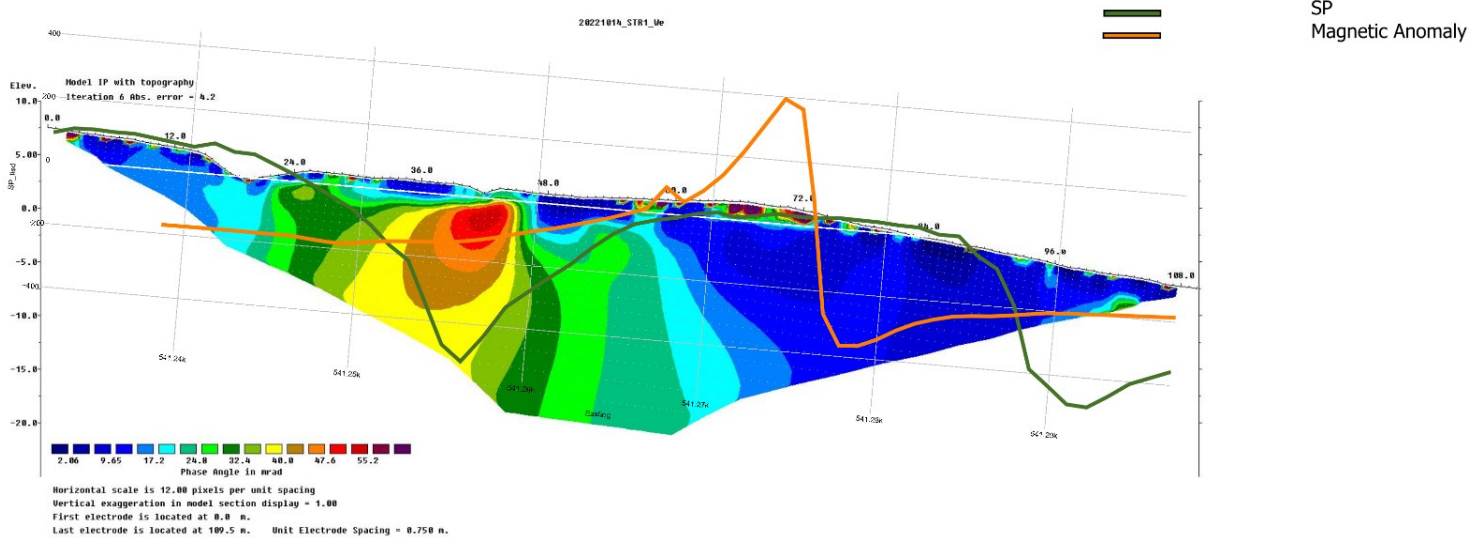 SP
Magnetic Anomaly
20221014_STR1_We
400
Model IP with topography
Elev.
Iteration 6 Abs. error = 4.2
200
10.0
0.0
12.0
24.0
36.0
48.0
60.0
72.0
84.0
96.0
108.0
5.00
0
0.0
-200
-5.0
-400
-10.0
-15.0
-20.0
541.24k
541.25k
541.26k
541.27k
541.28k
541.29k
Easting
2.06 9.65 17.2 24.8 32.4 40.0 47.6 55.2
Phase Angle in mrad
Horizontal scale is 12.00 pixels per unit spacing
Vertical exaggeration in model section display = 1.00
First electrode is located at 0.0 m.
Last electrode is located at 109.5 m. Unit Electrode Spacing = 0.750 m.